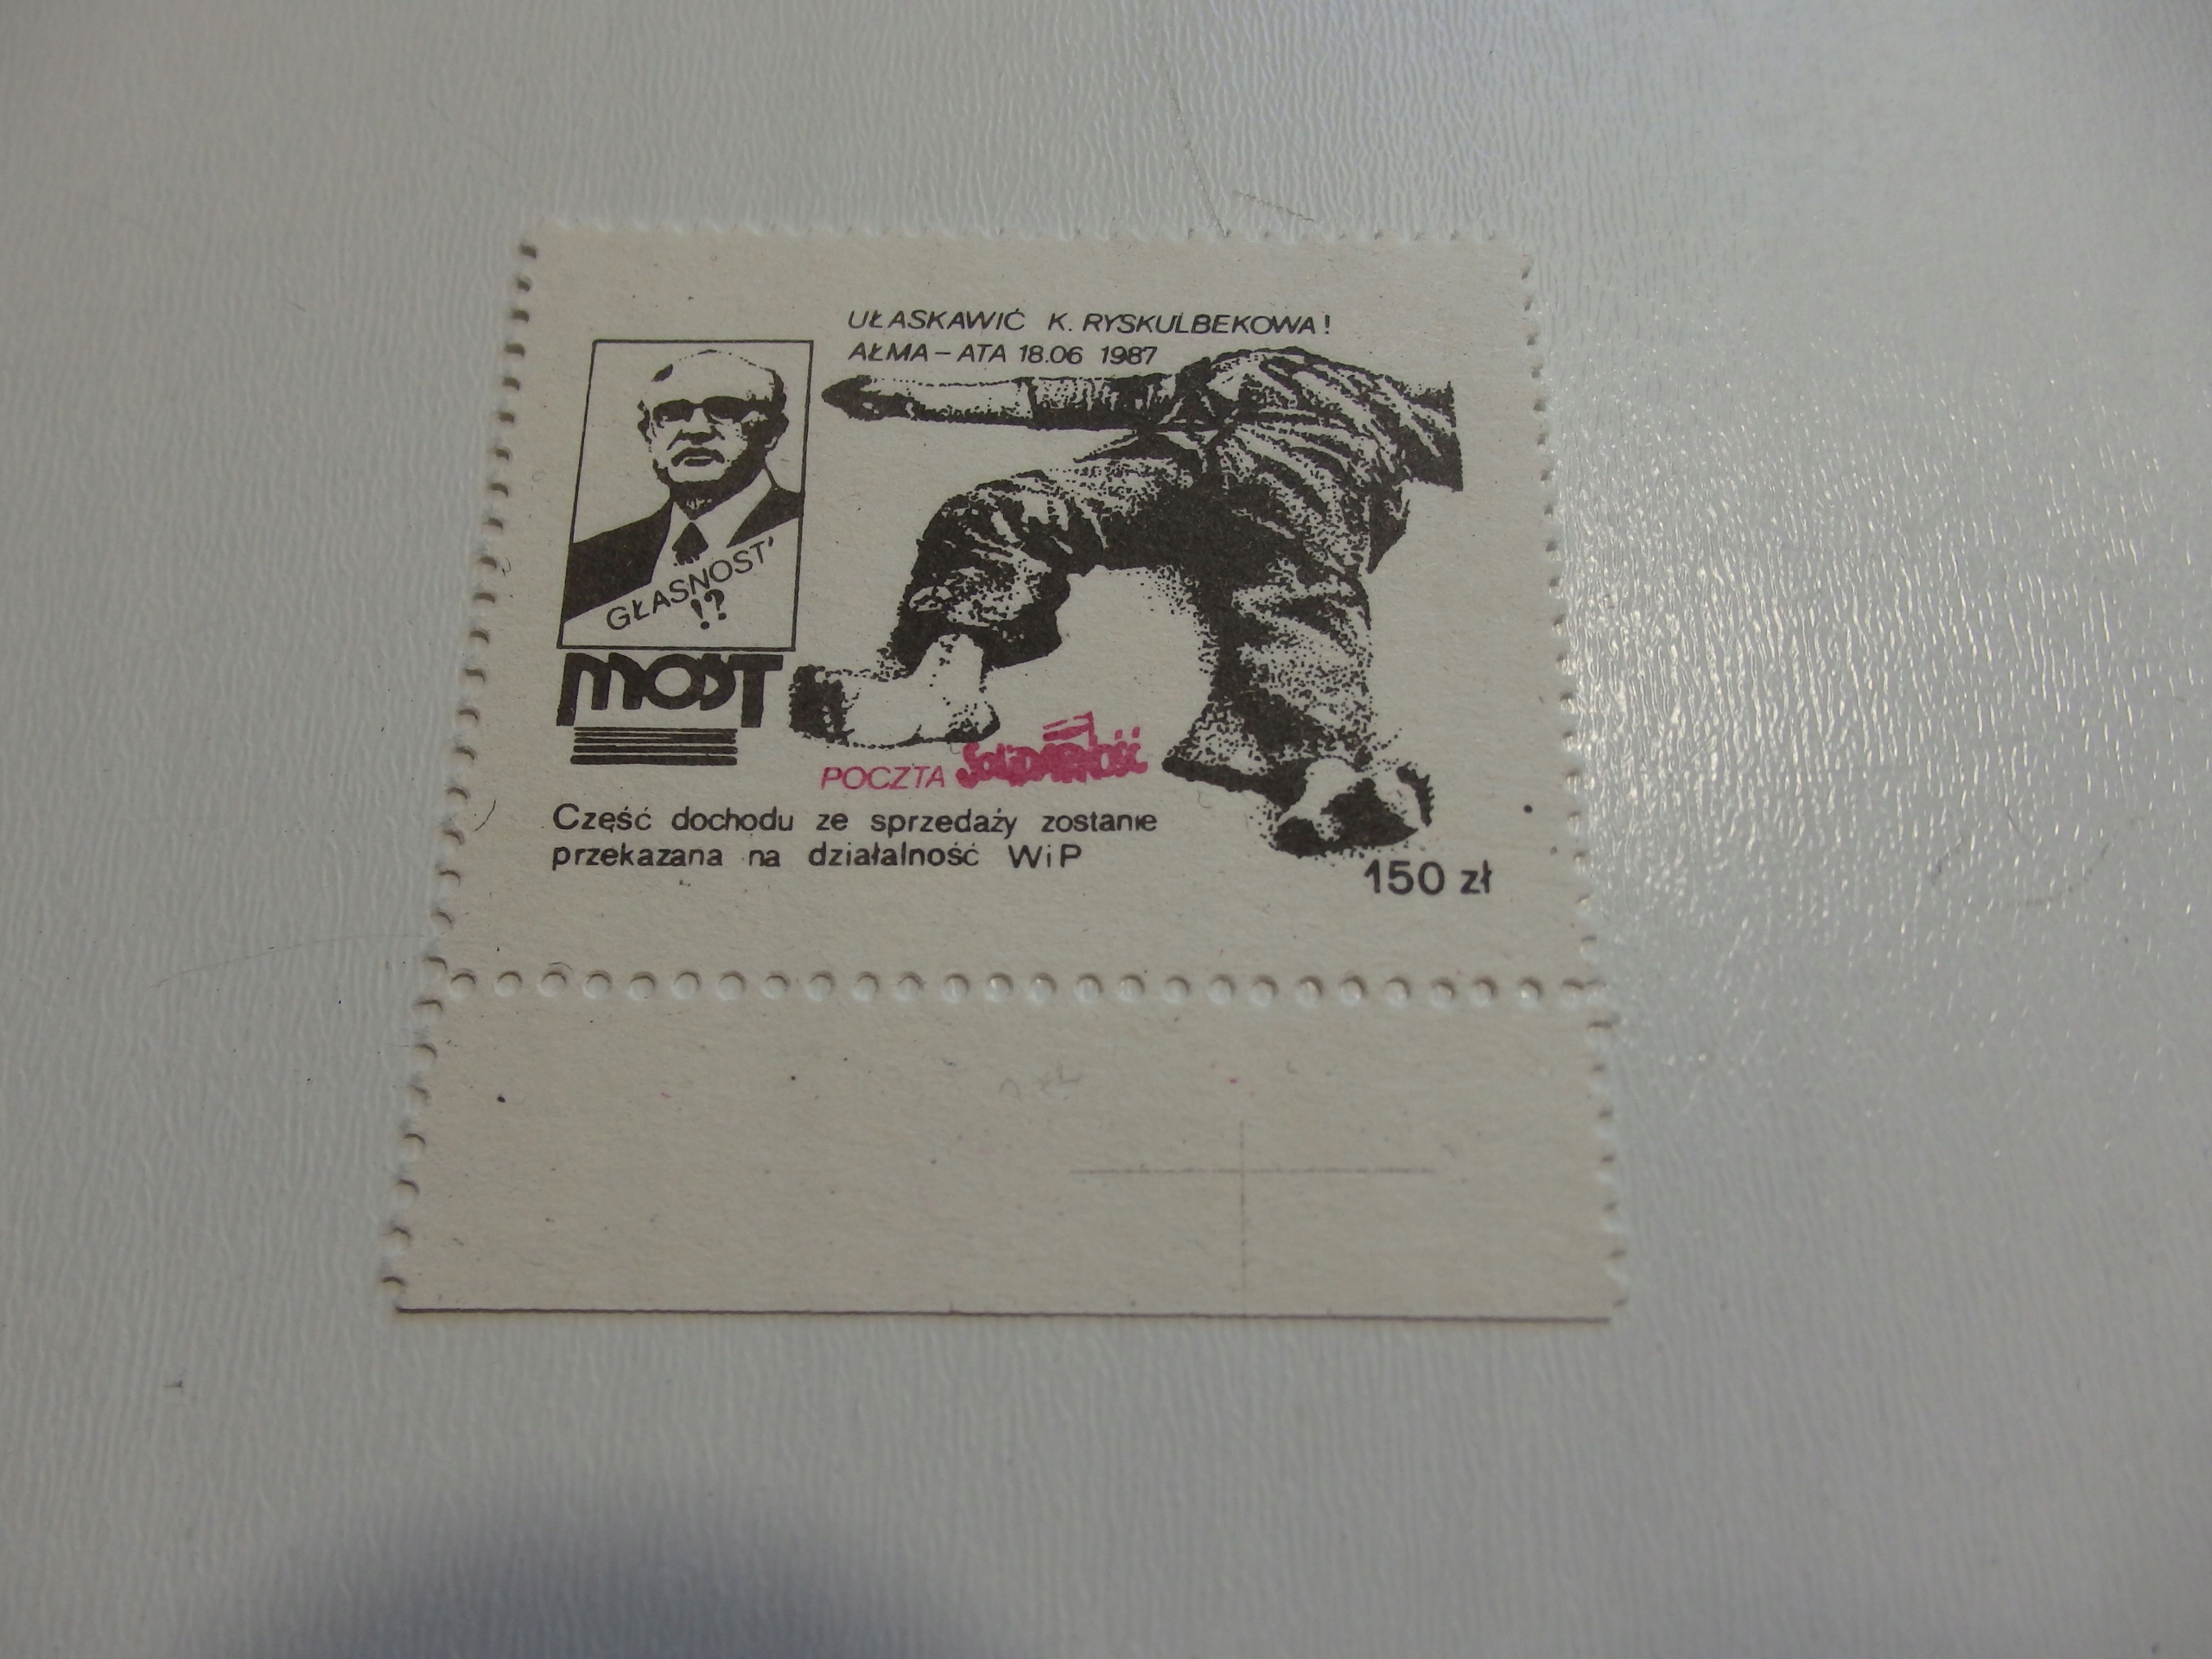 UŁASKAWIĆ K. RYSKULBEKOWA!
AŁMA-ATA 18.06 1987
GŁASNOST'
!?
MOST
POCZTA Solidarność
Część dochodu ze sprzedaży zostanie
przekazana na działalność WiP
150 zł